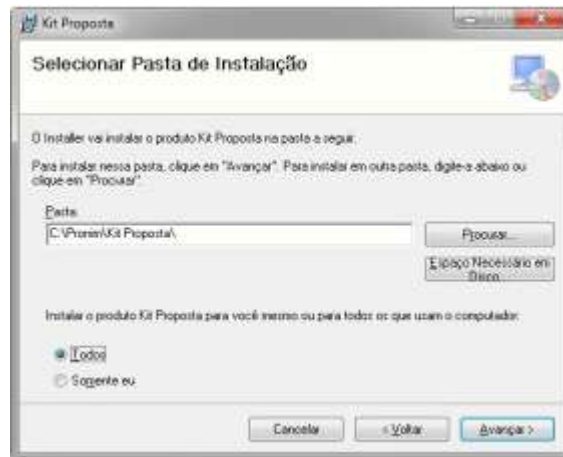 Kit Proposta
Selecionar Pasta de Instalação
O Installer vai instalar o produto Kit Proposta na pasta a seguir.
Para instalar nessa pasta, clique em "Avançar". Para instalar em outra pasta, digite-a abaixo ou
clique em "Procurar".
Pasta:
C:\Pronim\Kit Proposta\
Procurar...
Espaço Necessário em
Disco...
Instalar o produto Kit Proposta para você mesmo ou para todos os que usam o computador:
Todos
Somente eu
Cancelar
< Voltar
Avançar >